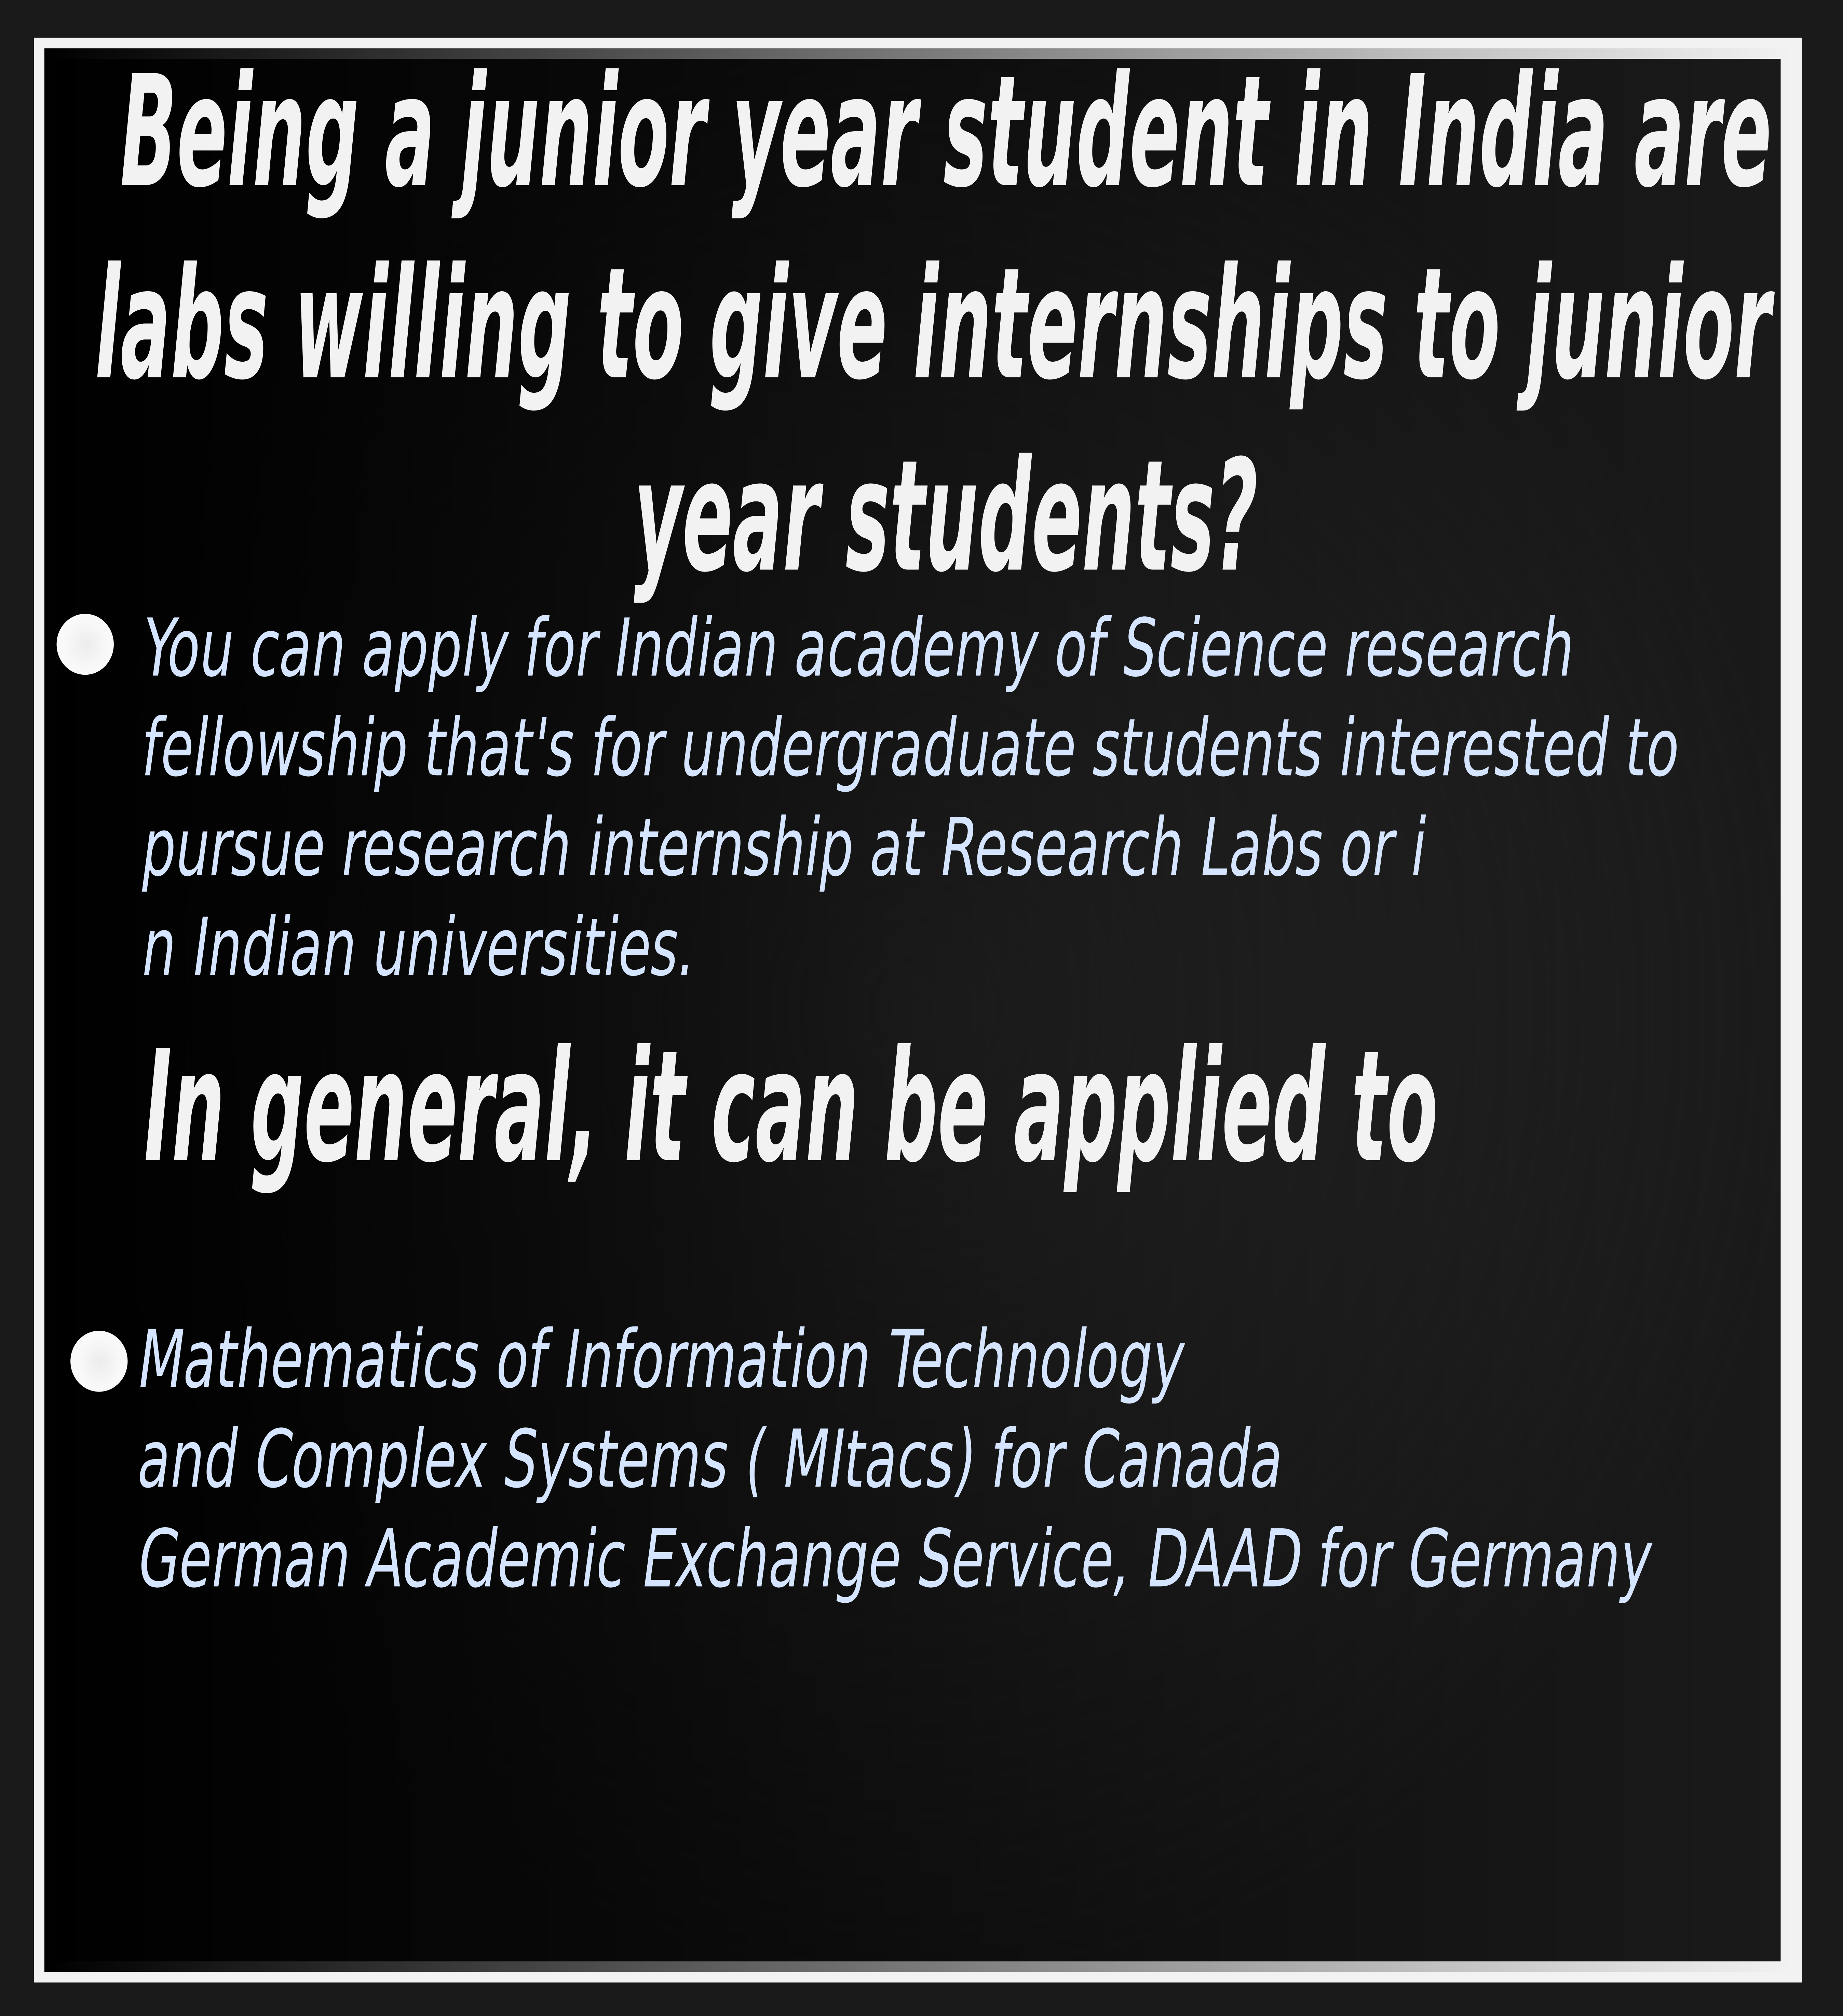 Being a junior year student in India are
labs willing to give internships to junior
year students?
You can apply for Indian academy of Science research
fellowship that's for undergraduate students interested to
pursue research internship at Research Labs or i
n Indian universities.
In general, it can be applied to
Mathematics of Information Technology
and Complex Systems ( MItacs) for Canada
German Academic Exchange Service, DAAD for Germany